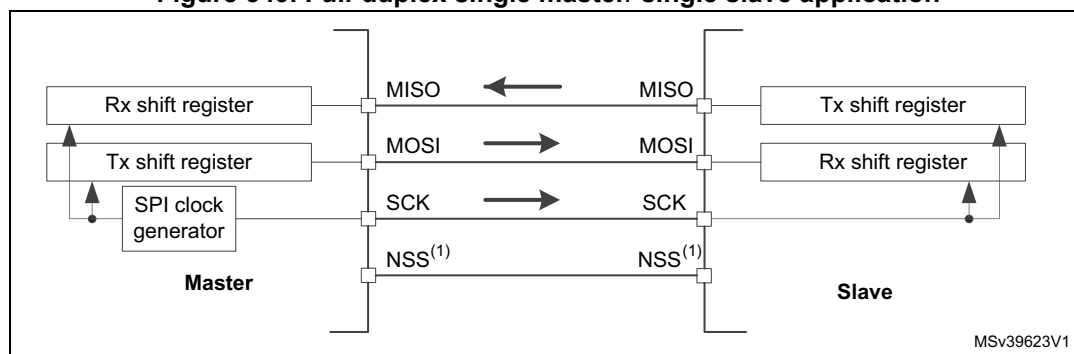 Figure Full-duplex single master/ single slave application
MISO MISO
Rx shift register Tx shift register
MOSI MOSI
Tx shift register Rx shift register
SPI clock generator
SCK SCK
NSS(1) NSS(1)
Master Slave
MSv39623V1